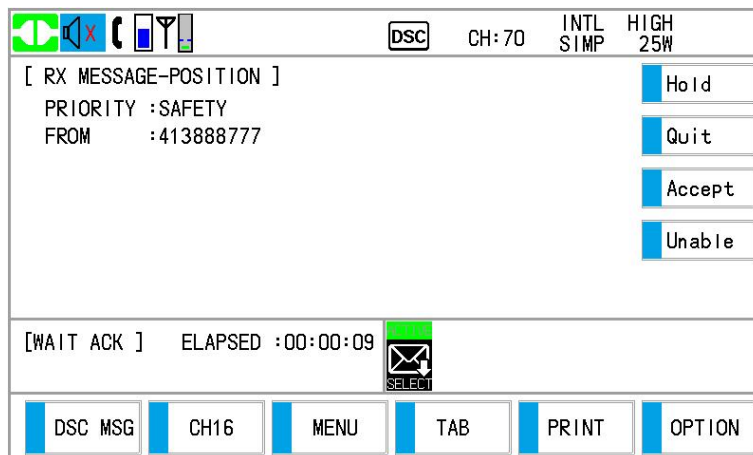 DSC CH:70 INTL SIMP HIGH 25W
[ RX MESSAGE-POSITION ]
PRIORITY :SAFETY
FROM :413888777
Hold
Quit
Accept
Unable
[WAIT ACK ] ELAPSED :00:00:09
SELECT
DSC MSG CH16 MENU TAB PRINT OPTION